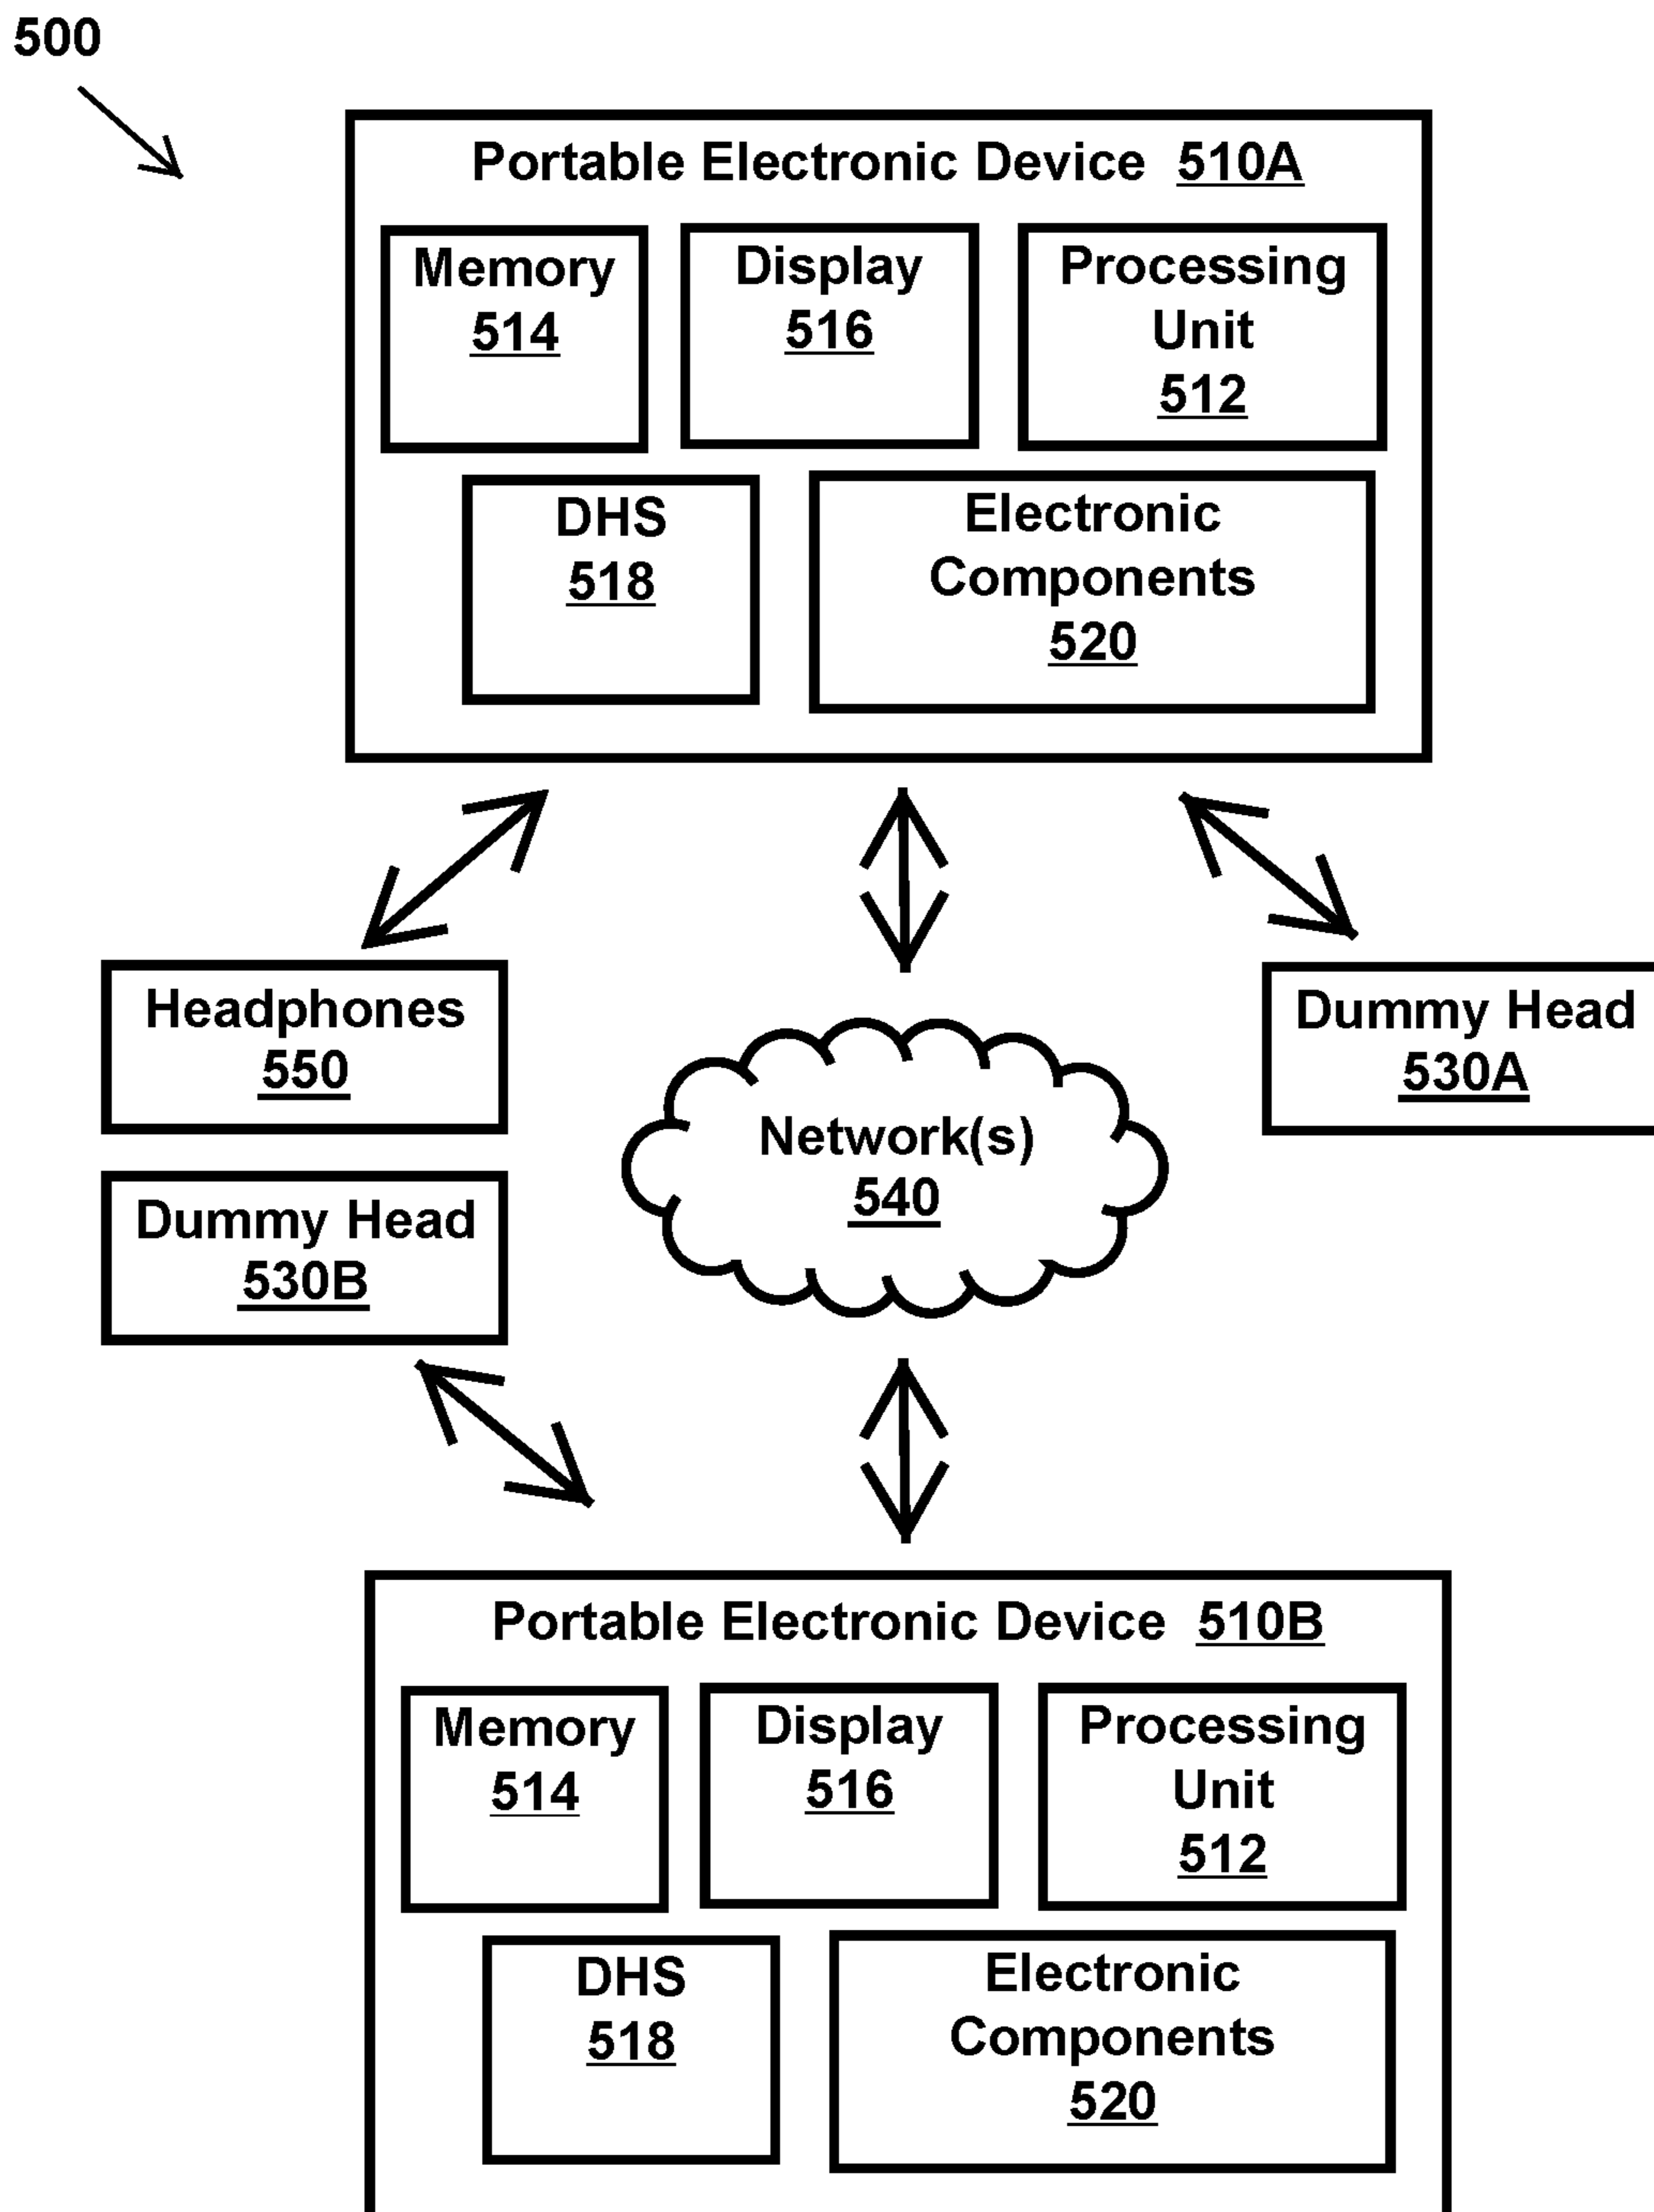 500
Portable Electronic Device 510A
Memory
514
Display
516
Processing
Unit
512
DHS
518
Electronic
Components
520
Headphones
550
Dummy Head
530A
Network(s)
540
Dummy Head
530B
Portable Electronic Device 510B
Memory
514
Display
516
Processing
Unit
512
DHS
518
Electronic
Components
520